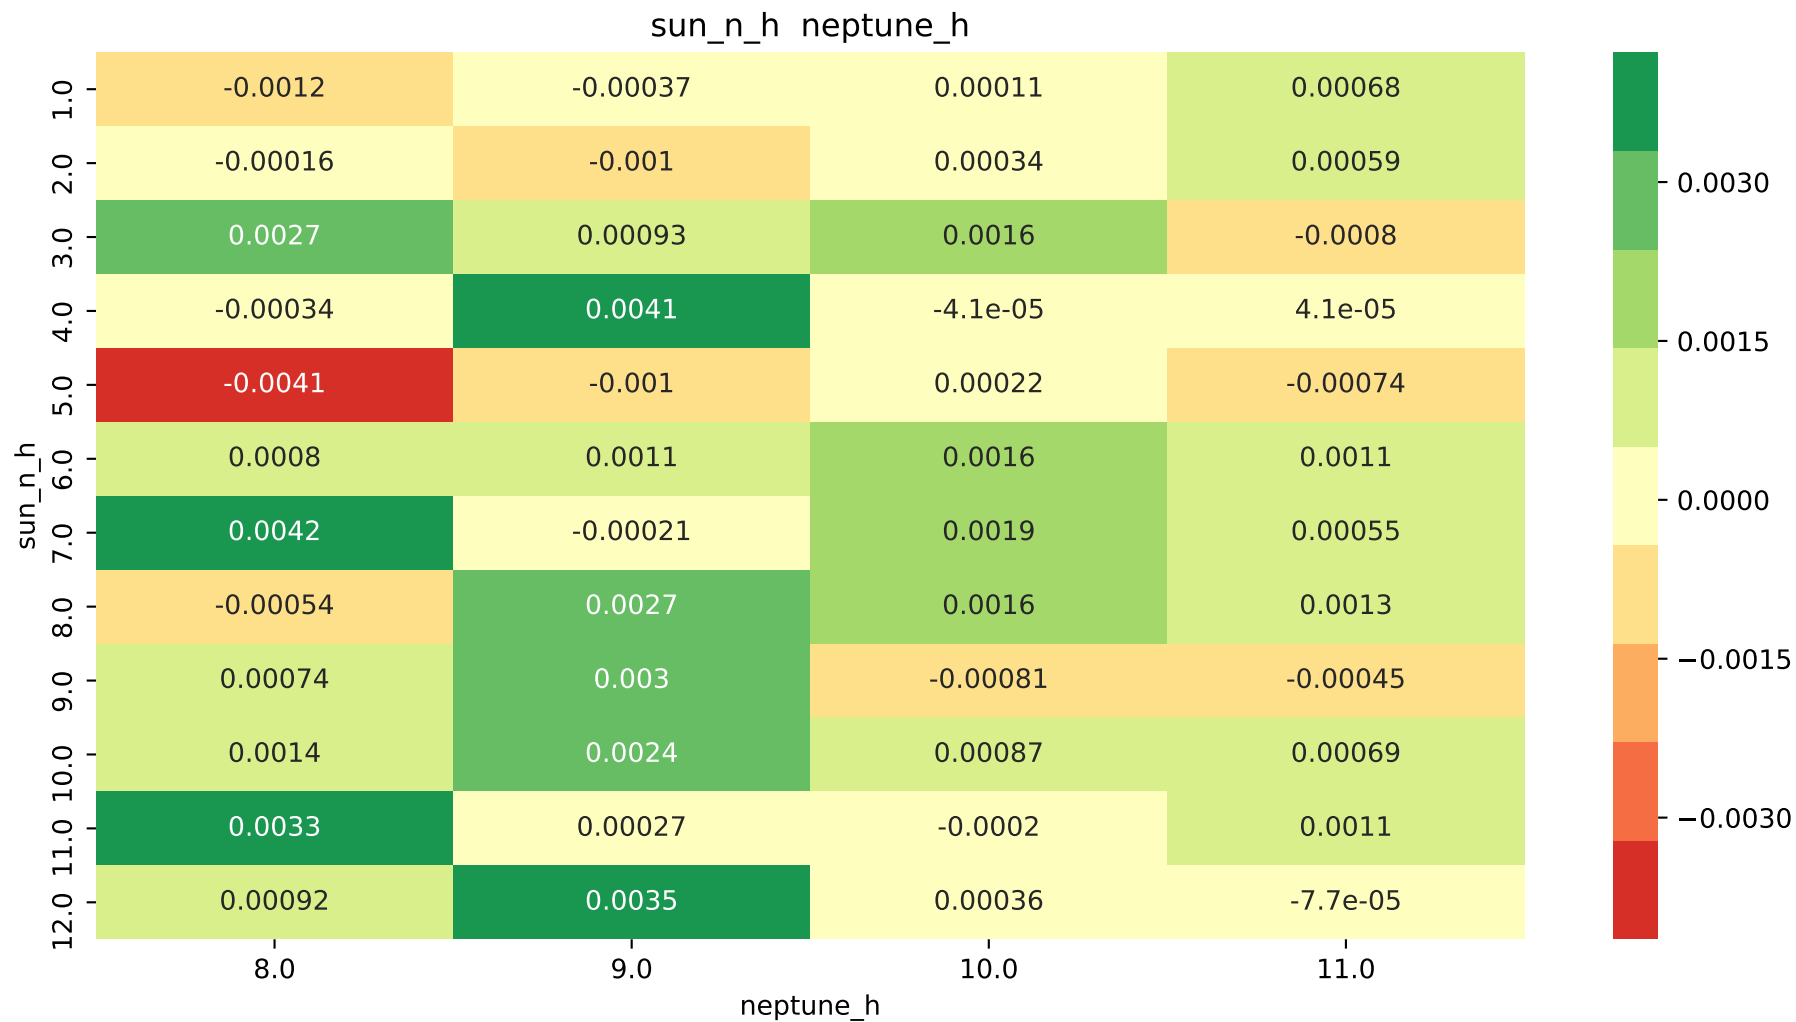 sun_n_h  neptune_h
1.0 -0.0012 -0.00037 0.00011 0.00068
2.0 -0.00016 -0.001 0.00034 0.00059
3.0 0.0027 0.00093 0.0016 -0.0008
4.0 -0.00034 0.0041 -4.1e-05 4.1e-05
5.0 -0.0041 -0.001 0.00022 -0.00074
6.0 0.0008 0.0011 0.0016 0.0011
7.0 0.0042 -0.00021 0.0019 0.00055
8.0 -0.00054 0.0027 0.0016 0.0013
9.0 0.00074 0.003 -0.00081 -0.00045
10.0 0.0014 0.0024 0.00087 0.00069
11.0 0.0033 0.00027 -0.0002 0.0011
12.0 0.00092 0.0035 0.00036 -7.7e-05
8.0 9.0 10.0 11.0
neptune_h
sun_n_h
0.0030
0.0015
0.0000
−0.0015
−0.0030